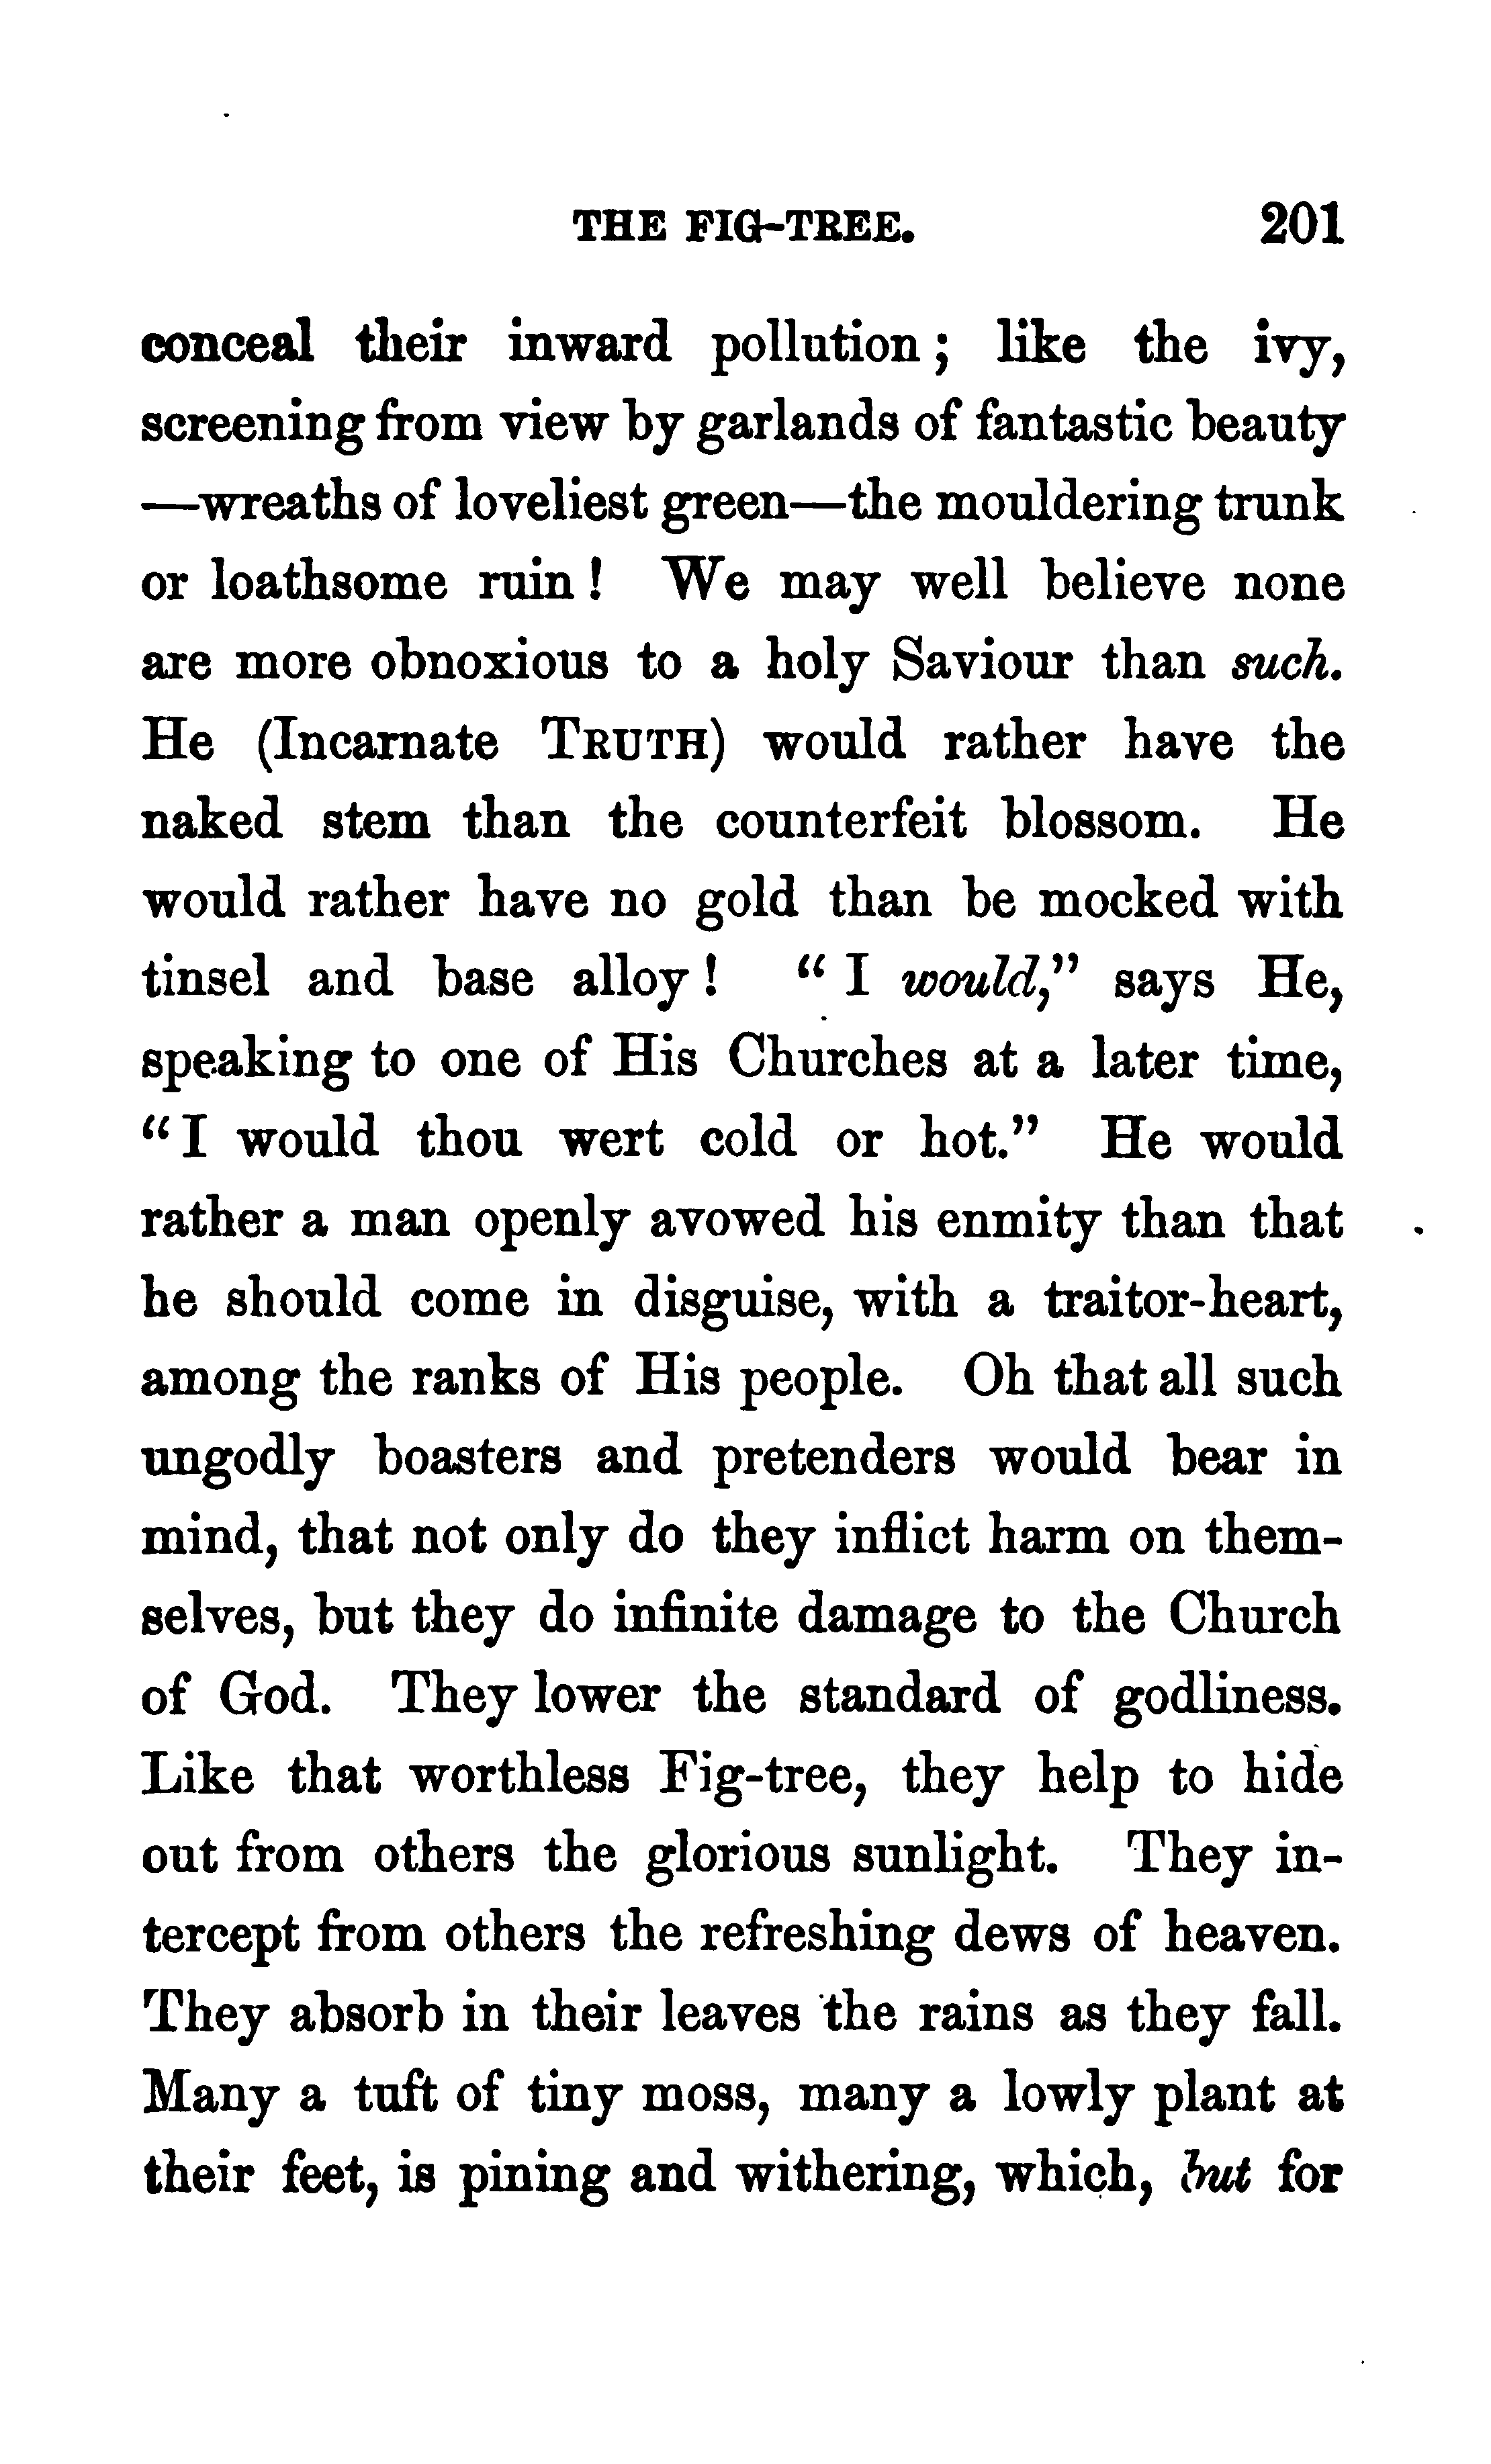 THE FIG-TREE. 201
conceal their inward pollution; like the ivy,
screening from view by garlands of fantastic beauty
—wreaths of loveliest green—the mouldering trunk
or loathsome ruin! We may well believe none
are more obnoxious to a holy Saviour than such.
He (Incarnate TRUTH) would rather have the
naked stem than the counterfeit blossom. He
would rather have no gold than be mocked with
tinsel and base alloy! "I would," says He,
speaking to one of His Churches at a later time,
"I would thou wert cold or hot." He would
rather a man openly avowed his enmity than that
he should come in disguise, with a traitor-heart,
among the ranks of His people. Oh that all such
ungodly boasters and pretenders would bear in
mind, that not only do they inflict harm on them-
selves, but they do infinite damage to the Church
of God. They lower the standard of godliness.
Like that worthless Fig-tree, they help to hide
out from others the glorious sunlight. They in-
tercept from others the refreshing dews of heaven.
They absorb in their leaves the rains as they fall.
Many a tuft of tiny moss, many a lowly plant at
their feet, is pining and withering, which, but for